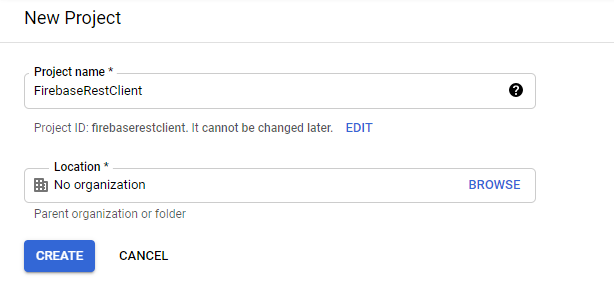 New Project
Project name *
FirebaseRestClient
Project ID: firebaserestclient. It cannot be changed later. EDIT
Location *
No organization BROWSE
Parent organization or folder
CREATE CANCEL